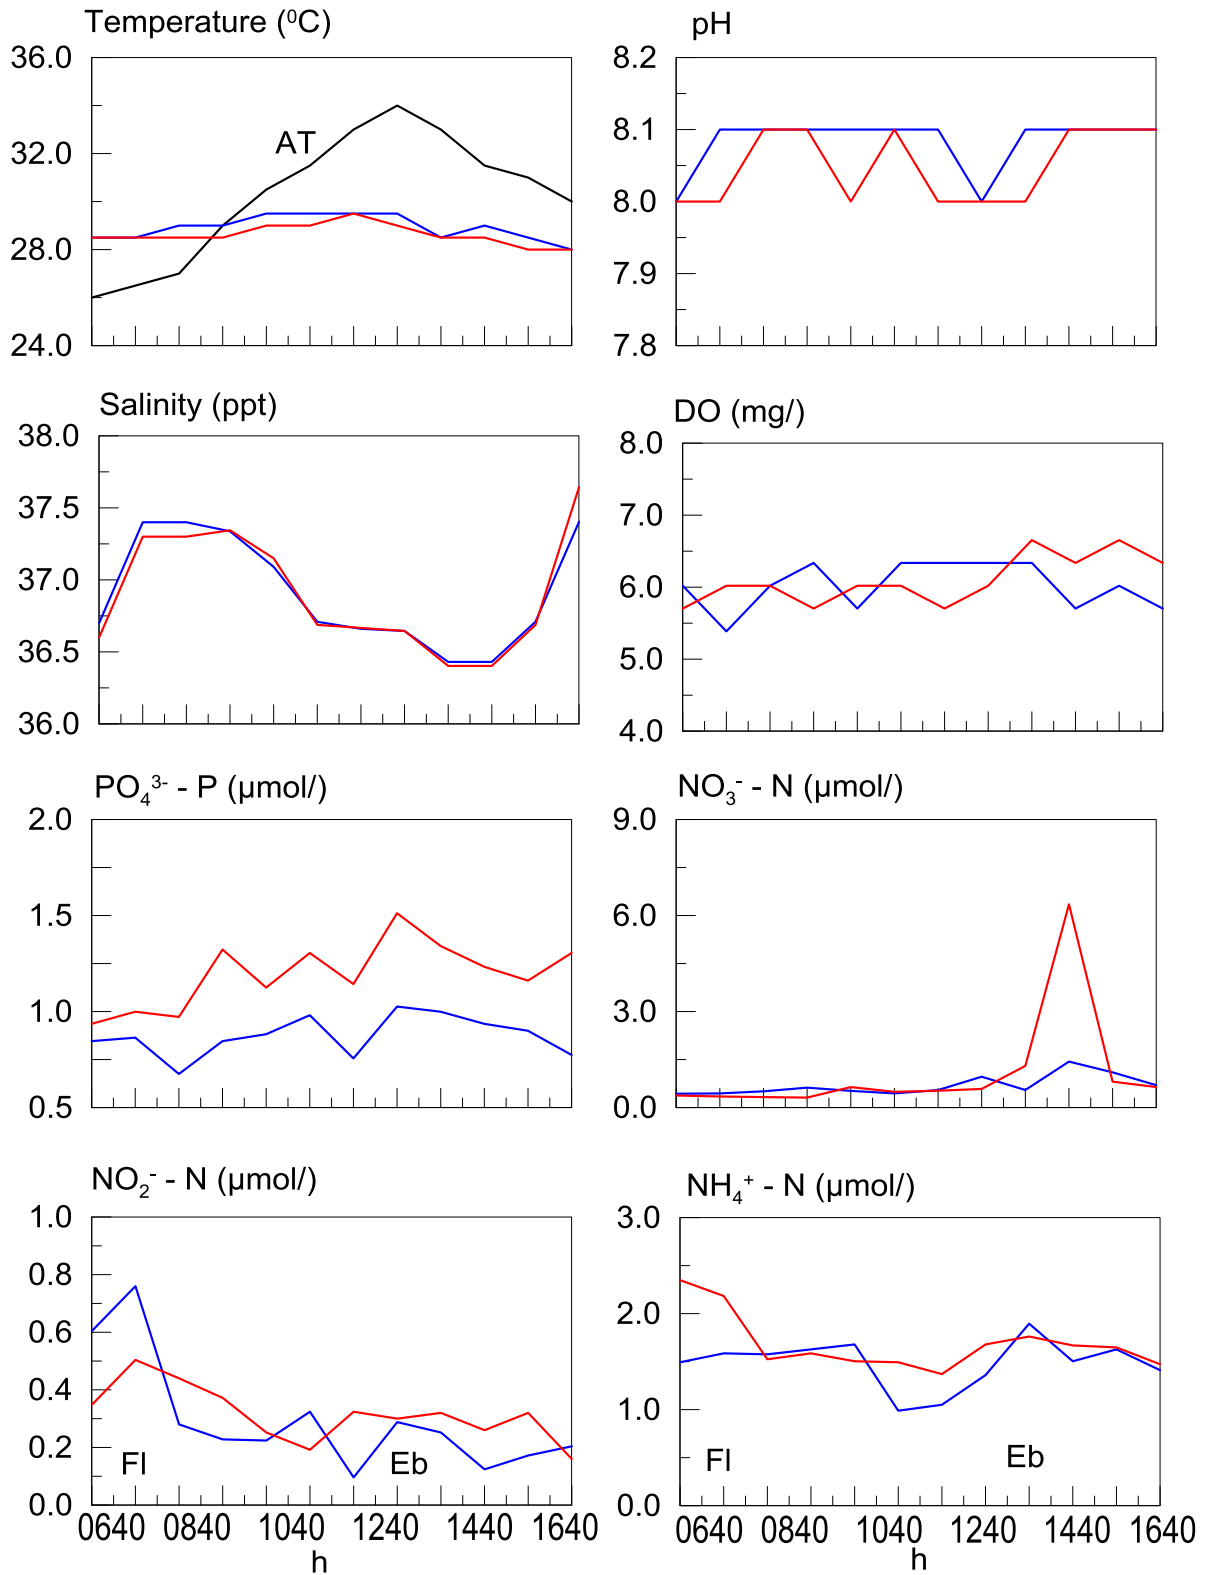 Temperature (⁰C)
pH
36.0
32.0
28.0
24.0
AT
8.2
8.1
8.0
7.9
7.8
Salinity (ppt)
DO (mg/)
38.0
37.5
37.0
36.5
36.0
8.0
7.0
6.0
5.0
4.0
PO₄³⁻ - P (µmol/)
NO₃⁻ - N (µmol/)
2.0
1.5
1.0
0.5
9.0
6.0
3.0
0.0
NO₂⁻ - N (µmol/)
NH₄⁺ - N (µmol/)
1.0
0.8
0.6
0.4
0.2
0.0
Fl
Eb
3.0
2.0
1.0
0.0
Fl
Eb
0640 0840 1040 1240 1440 1640
h
0640 0840 1040 1240 1440 1640
h